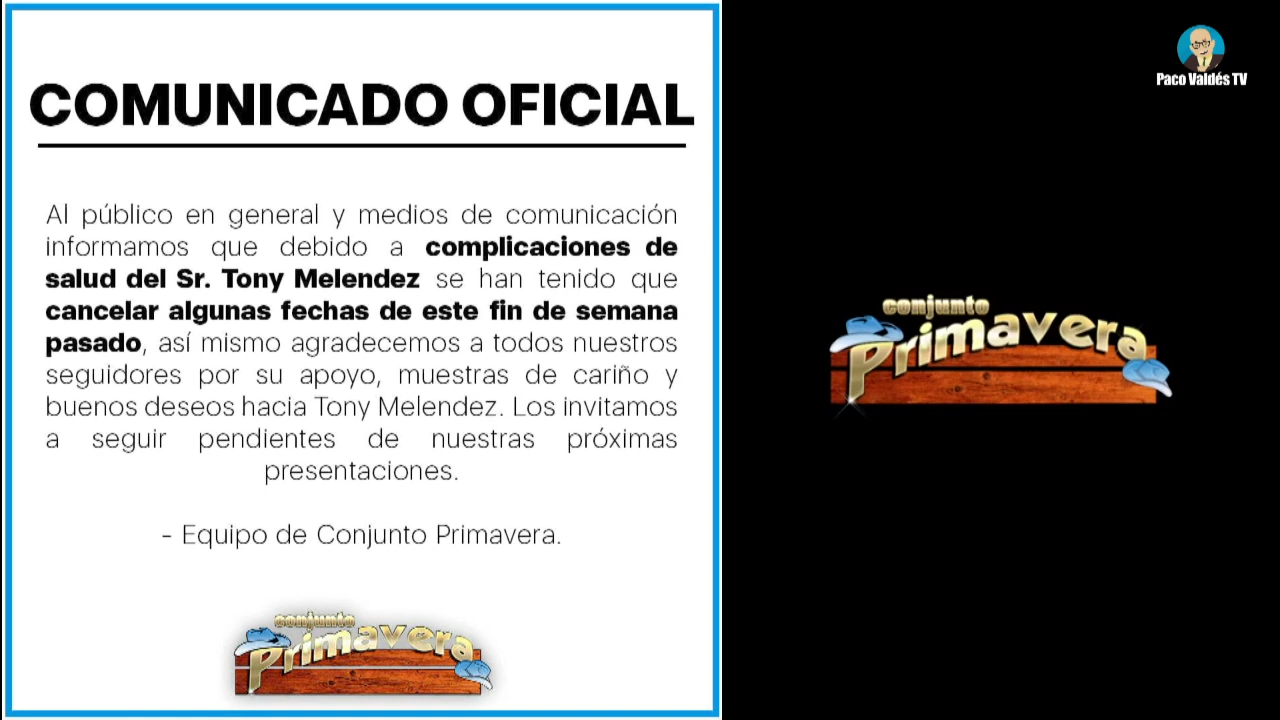 COMUNICADO OFICIAL
Al público en general y medios de comunicación
informamos que debido a complicaciones de
salud del Sr. Tony Melendez se han tenido que
cancelar algunas fechas de este fin de semana
pasado, así mismo agradecemos a todos nuestros
seguidores por su apoyo, muestras de cariño y
buenos deseos hacia Tony Melendez. Los invitamos
a seguir pendientes de nuestras próximas
presentaciones.
- Equipo de Conjunto Primavera.
conjunto
Primavera
Paco Valdés TV
conjunto
Primavera